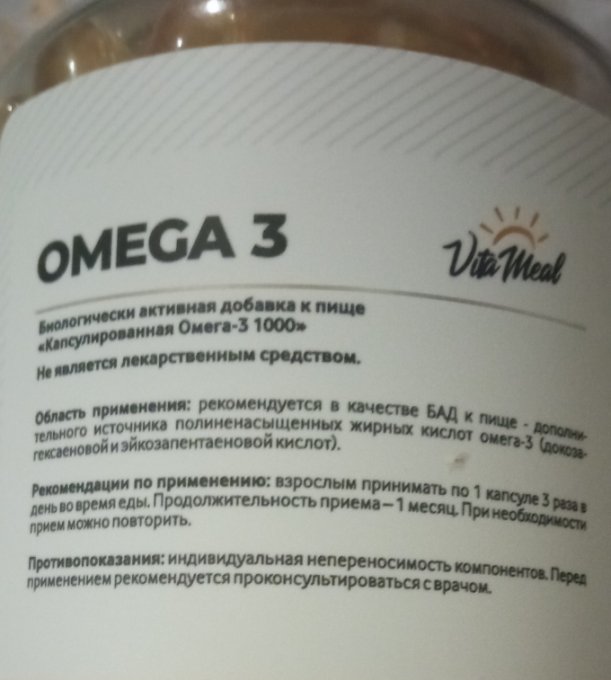 OMEGA 3
Vita Meal
Биологически активная добавка к пище
«Капсулированная Омега-3 1000»
Не является лекарственным средством.
Область применения: рекомендуется в качестве БАД к пище - дополни-
тельного источника полиненасыщенных жирных кислот омега-3 (докоза-
гексаеновой и эйкозапентаеновой кислот).
Рекомендации по применению: взрослым принимать по 1 капсуле 3 раза в
день во время еды. Продолжительность приема – 1 месяц. При необходимости
прием можно повторить.
Противопоказания: индивидуальная непереносимость компонентов. Перед
применением рекомендуется проконсультироваться с врачом.